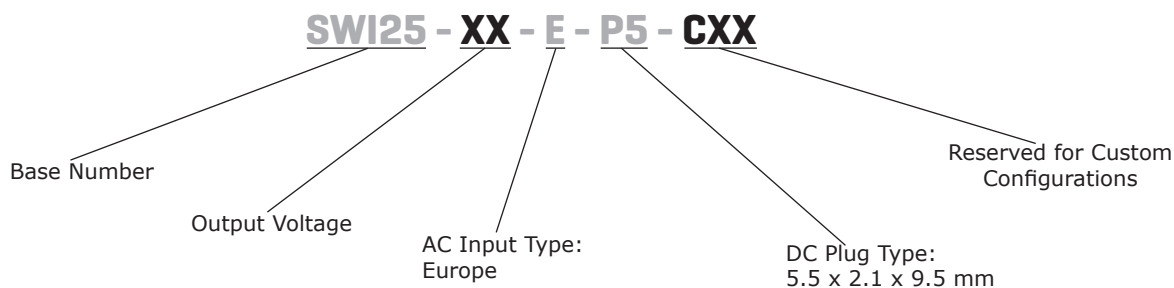 SWI25 - XX - E - P5 - CXX
Base Number
Output Voltage
AC Input Type:
Europe
DC Plug Type:
5.5 x 2.1 x 9.5 mm
Reserved for Custom
Configurations